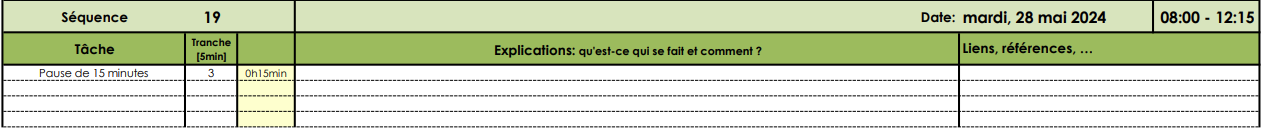 Séquence 19 Date: mardi, 28 mai 2024 08:00 - 12:15
Tâche Tranche [5min] Explications: qu'est-ce qui se fait et comment ? Liens, références, ...
Pause de 15 minutes 3 0h15min